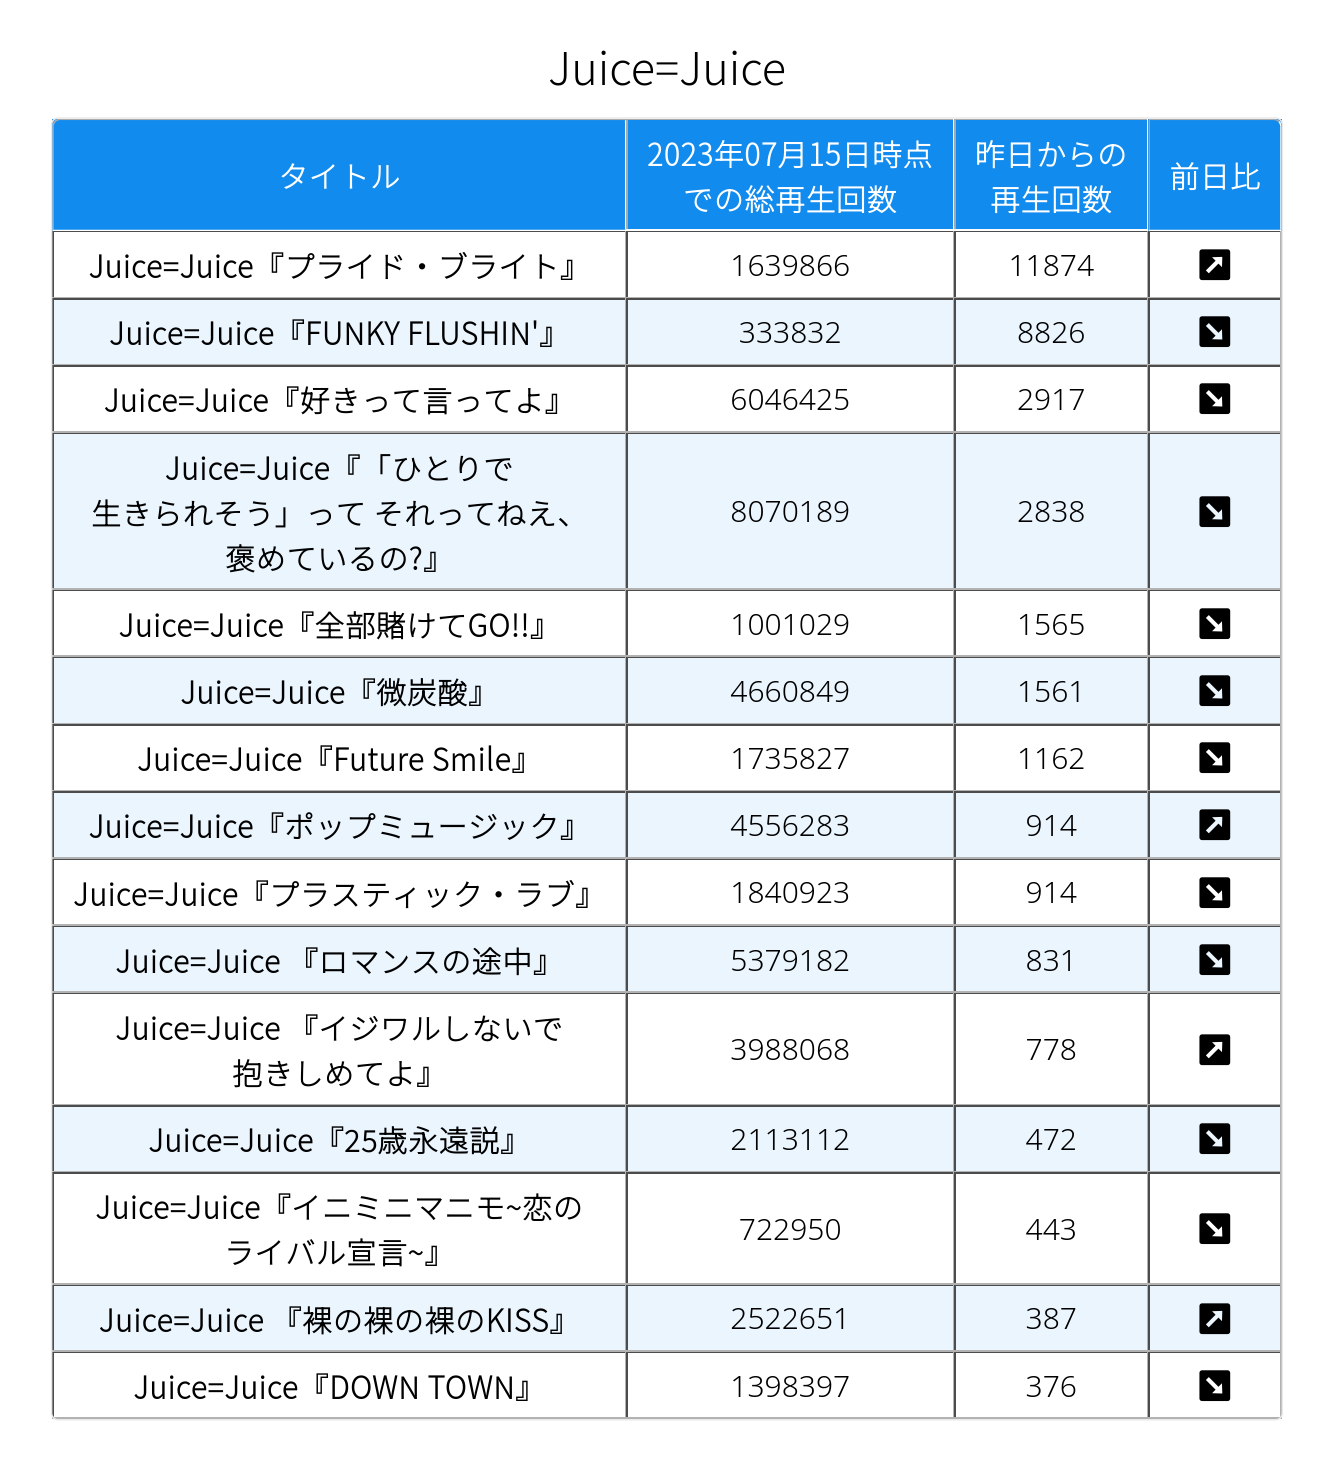 Juice=Juice
タイトル
2023年07月15日時点
での総再生回数
昨日からの
再生回数
前日比
Juice=Juice『プライド・ブライト』 1639866 11874 ↗
Juice=Juice『FUNKY FLUSHIN'』 333832 8826 ↘
Juice=Juice『好きって言ってよ』 6046425 2917 ↘
Juice=Juice『「ひとりで
生きられそう」って それってねえ、
褒めているの?』 8070189 2838 ↘
Juice=Juice『全部賭けてGO!!』 1001029 1565 ↘
Juice=Juice『微炭酸』 4660849 1561 ↘
Juice=Juice『Future Smile』 1735827 1162 ↘
Juice=Juice『ポップミュージック』 4556283 914 ↗
Juice=Juice『プラスティック・ラブ』 1840923 914 ↘
Juice=Juice 『ロマンスの途中』 5379182 831 ↘
Juice=Juice 『イジワルしないで
抱きしめてよ』 3988068 778 ↗
Juice=Juice『25歳永遠説』 2113112 472 ↘
Juice=Juice『イニミニマニモ~恋の
ライバル宣言~』 722950 443 ↘
Juice=Juice 『裸の裸の裸のKISS』 2522651 387 ↗
Juice=Juice『DOWN TOWN』 1398397 376 ↘